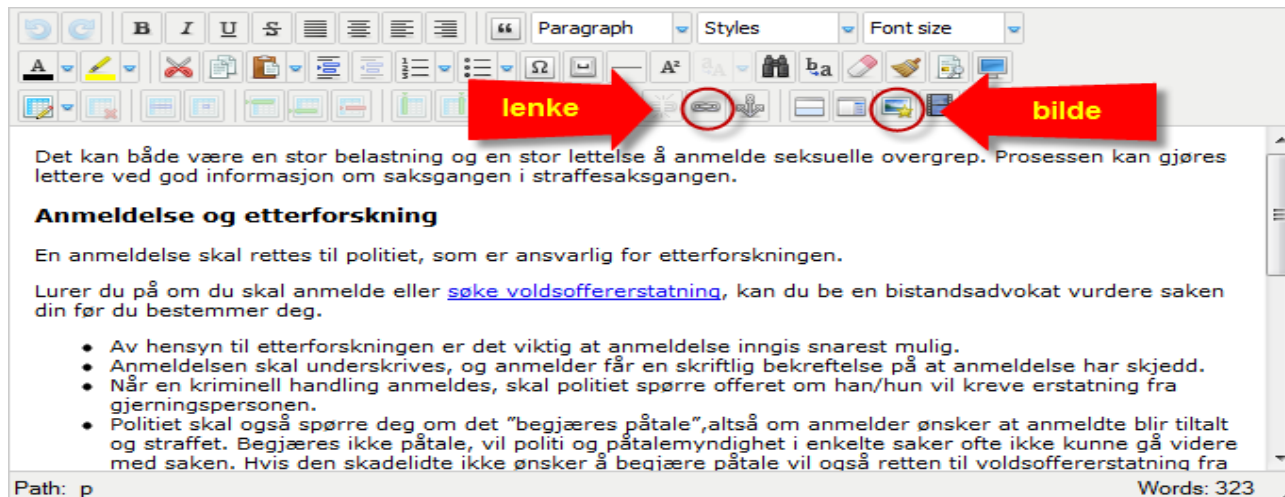 B I U S Paragraph Styles Font size
A Ω A² A b a
lenke bilde
Det kan både være en stor belastning og en stor lettelse å anmelde seksuelle overgrep. Prosessen kan gjøres
lettere ved god informasjon om saksgangen i straffesaksgangen.
Anmeldelse og etterforskning
En anmeldelse skal rettes til politiet, som er ansvarlig for etterforskningen.
Lurer du på om du skal anmelde eller søke voldsoffererstatning, kan du be en bistandsadvokat vurdere saken
din før du bestemmer deg.
• Av hensyn til etterforskningen er det viktig at anmeldelse inngis snarest mulig.
• Anmeldelsen skal underskrives, og anmelder får en skriftlig bekreftelse på at anmeldelse har skjedd.
• Når en kriminell handling anmeldes, skal politiet spørre offeret om han/hun vil kreve erstatning fra
gjerningspersonen.
• Politiet skal også spørre deg om det ”begjæres påtale”,altså om anmelder ønsker at anmeldte blir tiltalt
og straffet. Begjæres ikke påtale, vil politi og påtalemyndighet i enkelte saker ofte ikke kunne gå videre
med saken. Hvis den skadelidte ikke ønsker å begjære påtale vil også retten til voldsoffererstatning fra
Path: p Words: 323